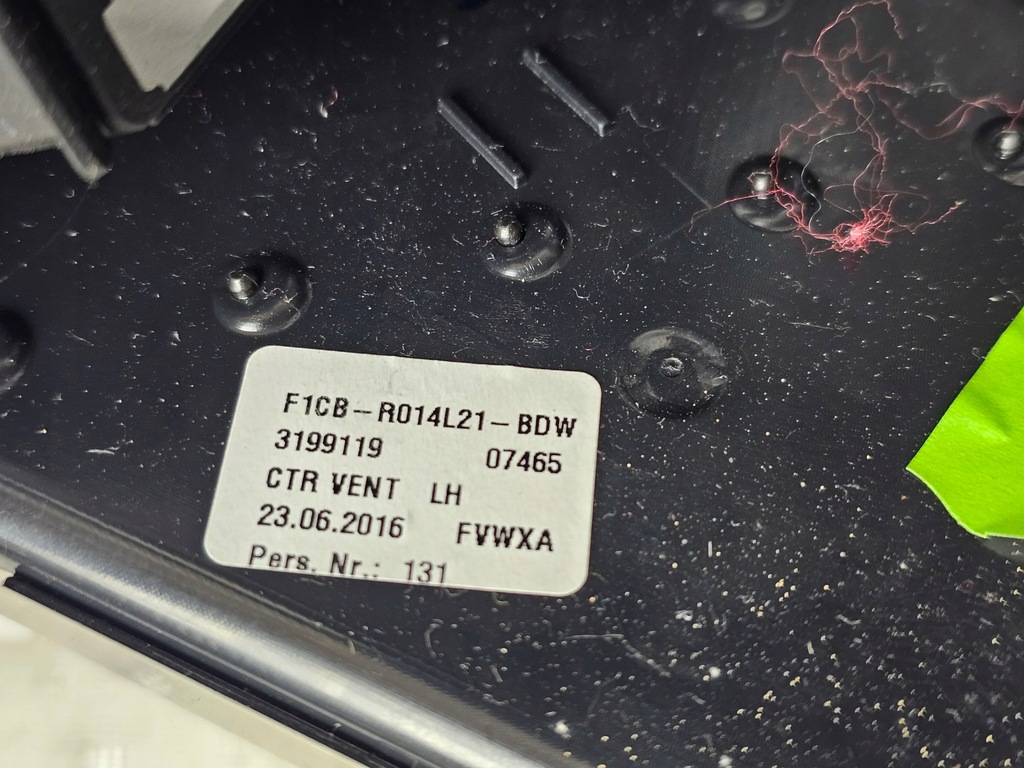 F1CB-R014L21-BDW
3199119 07465
CTR VENT LH
23.06.2016 FVWXA
Pers. Nr.: 131